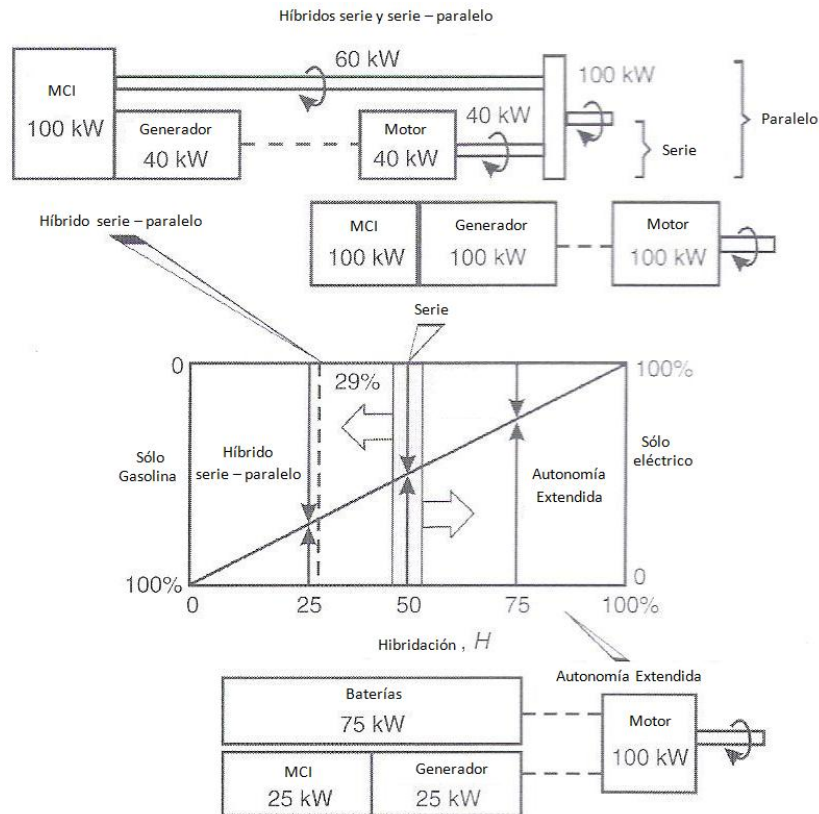 Híbridos serie y serie – paralelo
MCI
100 kW
60 kW
100 kW
Generador
40 kW
Motor
40 kW
40 kW
Serie
Paralelo
Híbrido serie – paralelo
MCI
100 kW
Generador
100 kW
Motor
100 kW
Serie
0
29%
100%
Sólo
Gasolina
Híbrido
serie – paralelo
Autonomía
Extendida
Sólo
eléctrico
100%
0
0
25
50
75
100%
Hibridación , H
Autonomía Extendida
Baterías
75 kW
Motor
100 kW
MCI
25 kW
Generador
25 kW